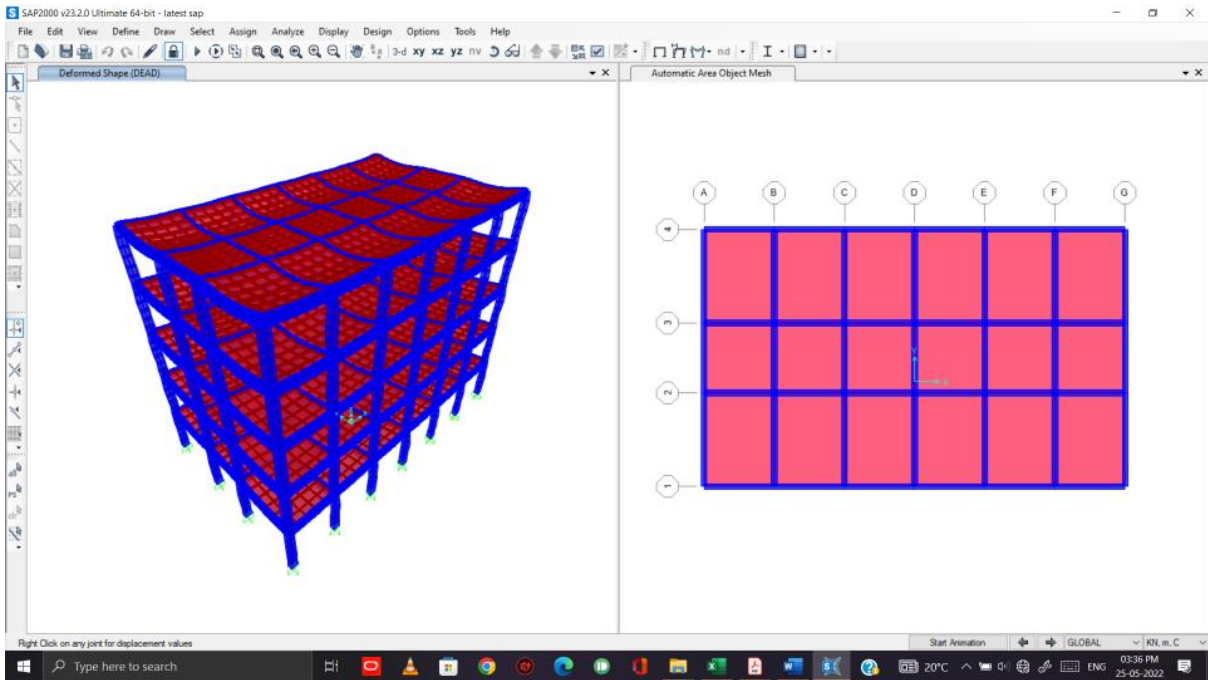 SAP2000 v23.2.0 Ultimate 64-bit - latest sap
File Edit View Define Draw Select Assign Analyze Display Design Options Tools Help
3-d xy xz yz nv nd
Deformed Shape (DEAD)
Automatic Area Object Mesh
A B C D E F G
4
3
Y
X
2
1
Right Click on any joint for displacement values
Start Animation GLOBAL KN, m, C
Type here to search
20°C ENG 03:36 PM
25-05-2022